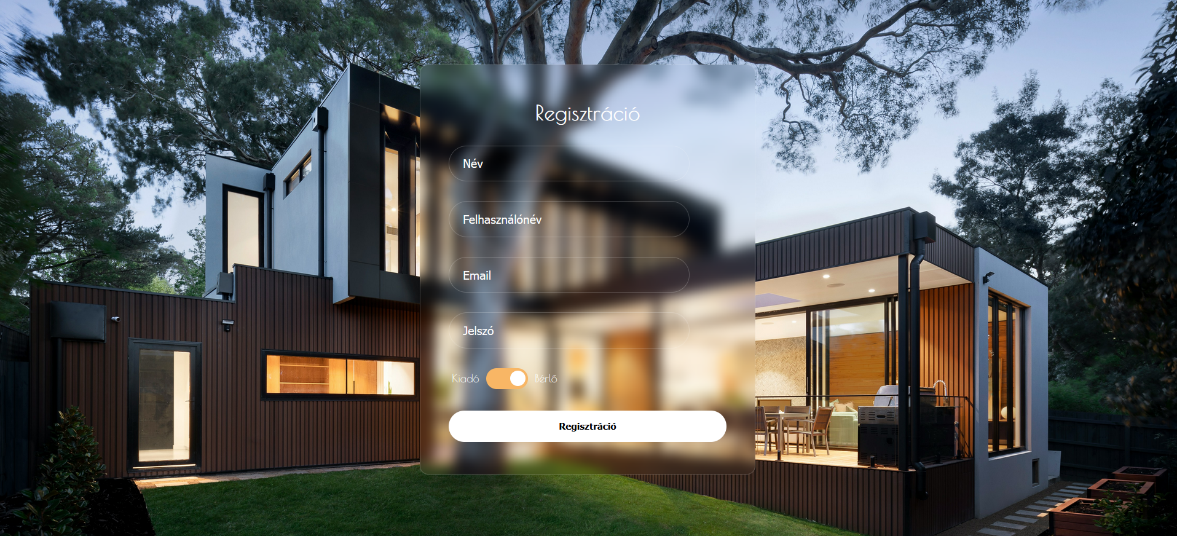 Regisztráció
Név
Felhasználónév
Email
Jelszó
Kiadó Bérlő
Regisztráció